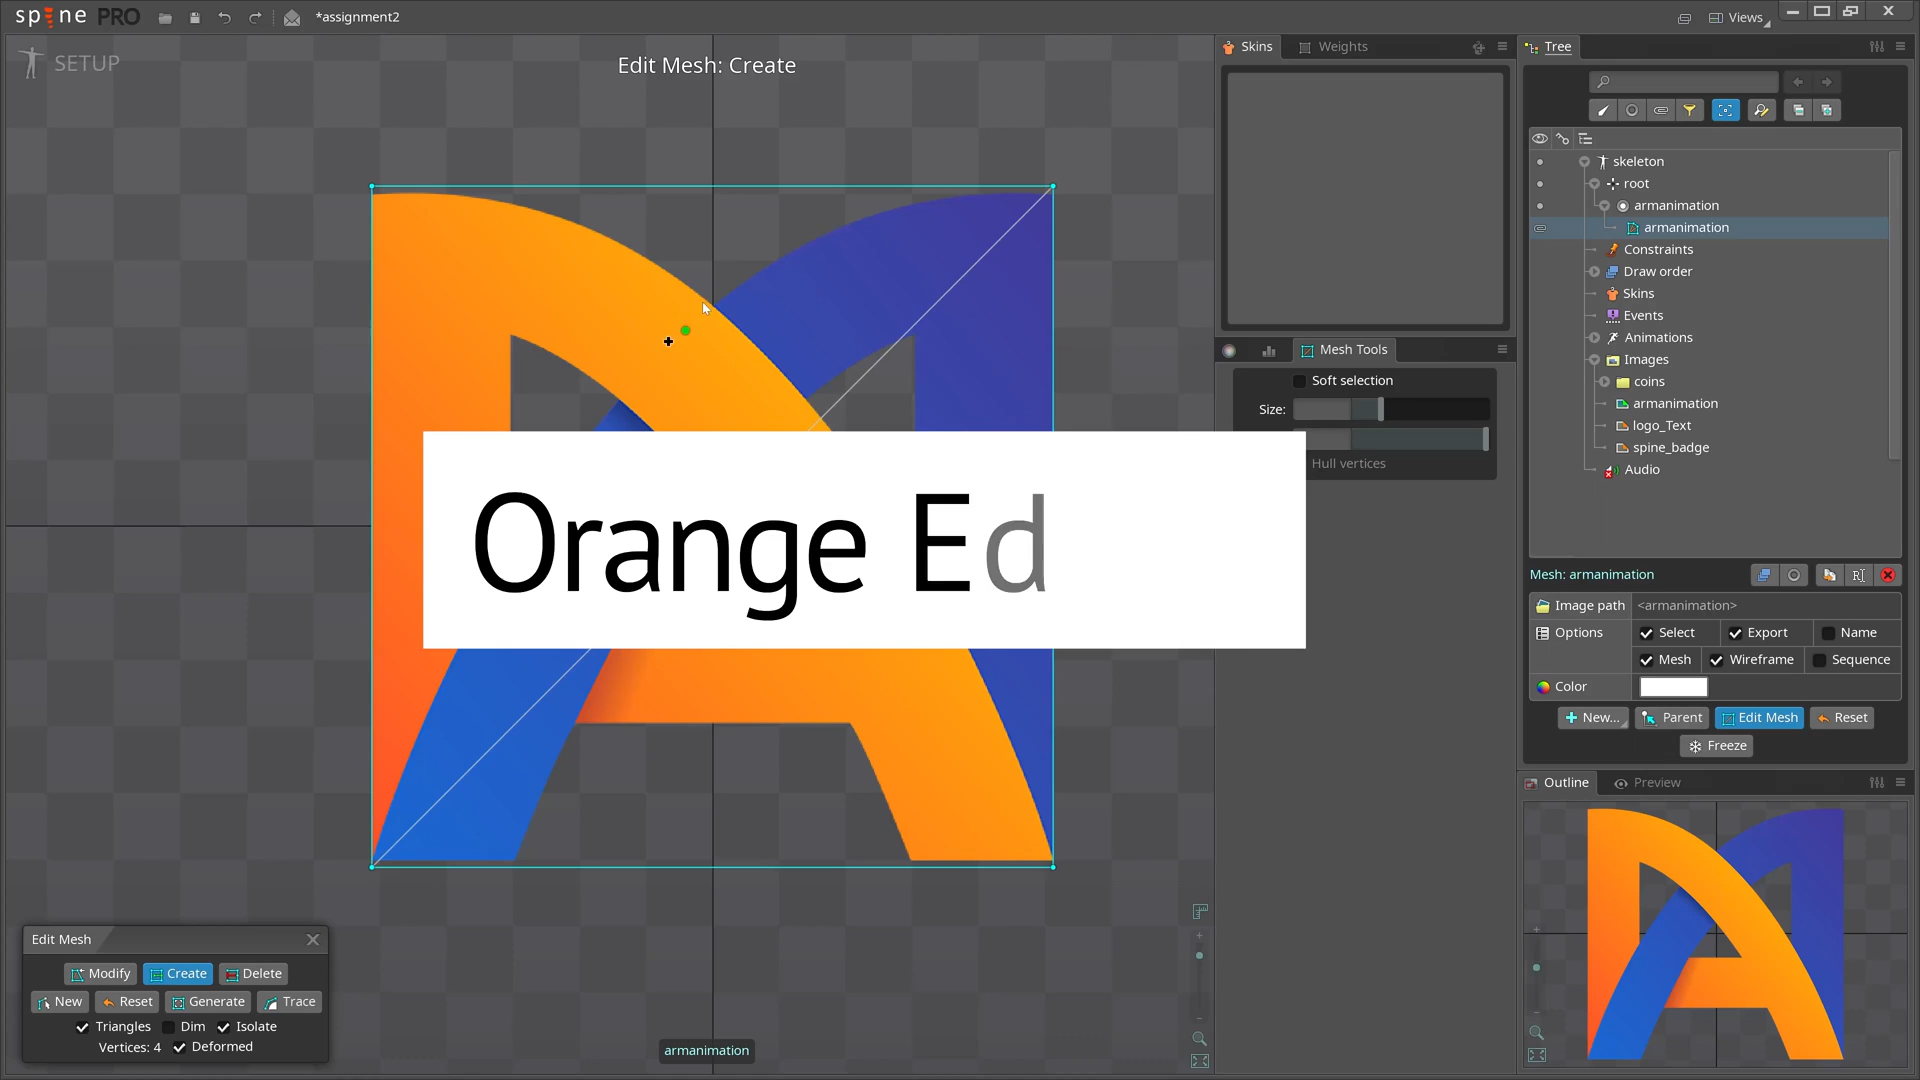 spine PRO
*assignment2
Views
SETUP
Edit Mesh: Create
Skins
Weights
Tree
skeleton
root
armanimation
armanimation
Constraints
Draw order
Skins
Events
Animations
Images
coins
armanimation
logo_Text
spine_badge
Audio
Mesh Tools
Soft selection
Size:
Hull vertices
Orange Ed
Mesh: armanimation
Image path <armanimation>
Options Select Export Name
Mesh Wireframe Sequence
Color
New... Parent Edit Mesh Reset
Freeze
Outline Preview
Edit Mesh
Modify Create Delete
New Reset Generate Trace
Triangles Dim Isolate
Vertices: 4 Deformed
armanimation